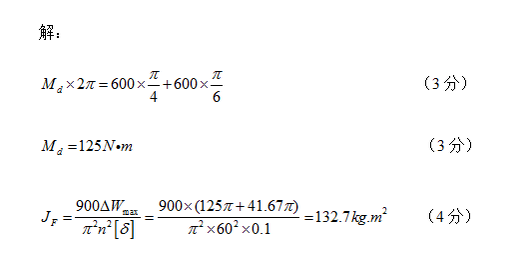 解：
M_d×2π=600×π/4+600×π/6 （3分）
M_d=125N•m （3分）
J_F=900ΔW_max/π²n²[δ]=900×(125π+41.67π)/π²×60²×0.1=132.7kg.m² （4分）